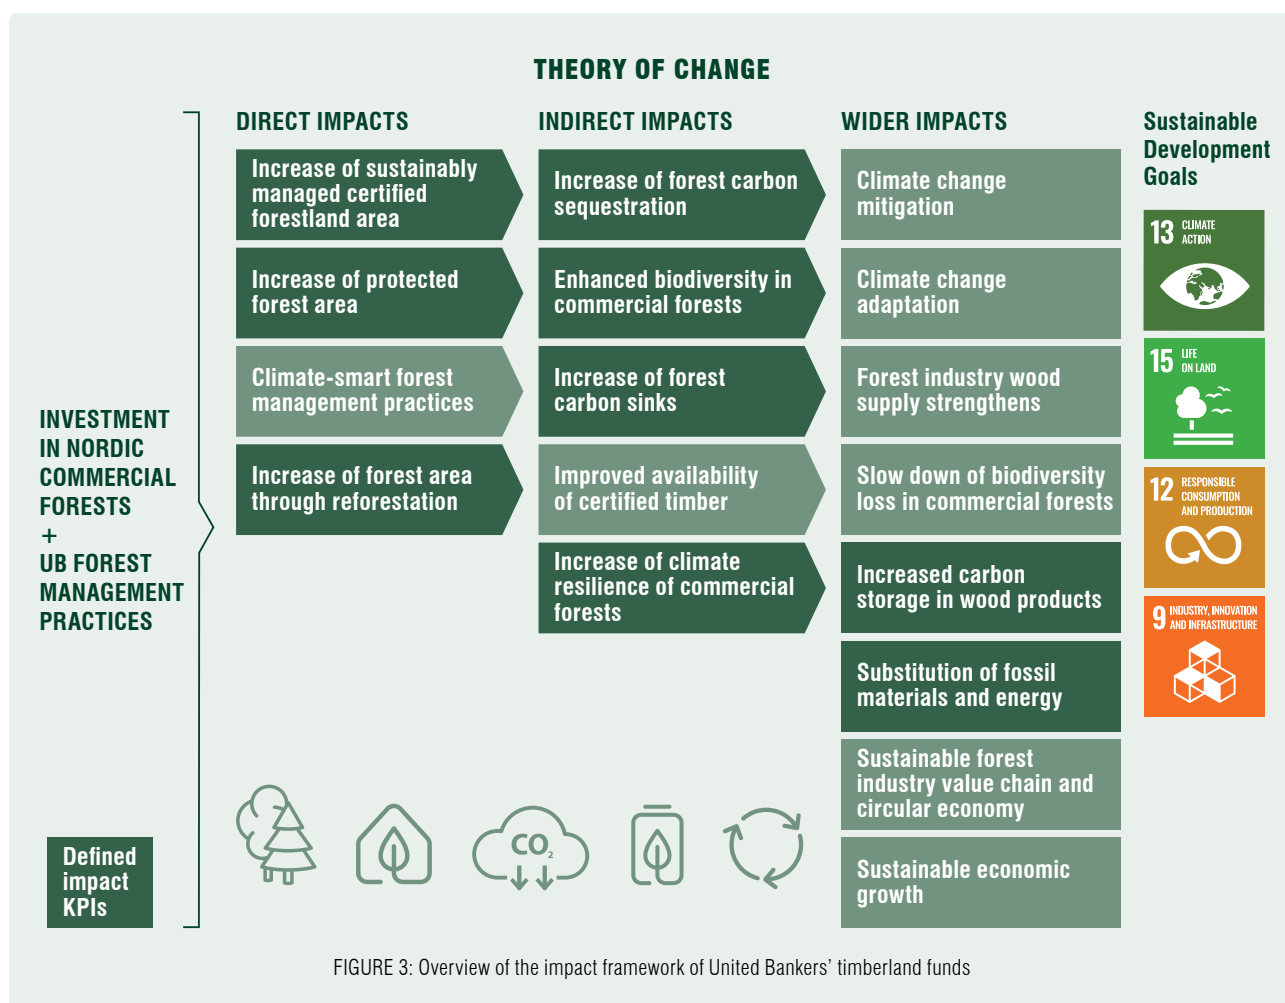 THEORY OF CHANGE
INVESTMENT
IN NORDIC
COMMERCIAL
FORESTS
+
UB FOREST
MANAGEMENT
PRACTICES
Defined
impact
KPIs
DIRECT IMPACTS
Increase of sustainably
managed certified
forestland area
Increase of protected
forest area
Climate-smart forest
management practices
Increase of forest area
through reforestation
INDIRECT IMPACTS
Increase of forest carbon
sequestration
Enhanced biodiversity in
commercial forests
Increase of forest
carbon sinks
Improved availability
of certified timber
Increase of climate
resilience of commercial
forests
WIDER IMPACTS
Climate change
mitigation
Climate change
adaptation
Forest industry wood
supply strengthens
Slow down of biodiversity
loss in commercial forests
Increased carbon
storage in wood products
Substitution of fossil
materials and energy
Sustainable forest
industry value chain and
circular economy
Sustainable economic
growth
Sustainable
Development
Goals
13 CLIMATE
ACTION
15 LIFE
ON LAND
12 RESPONSIBLE
CONSUMPTION
AND PRODUCTION
9 INDUSTRY, INNOVATION
AND INFRASTRUCTURE
CO₂
FIGURE 3: Overview of the impact framework of United Bankers’ timberland funds